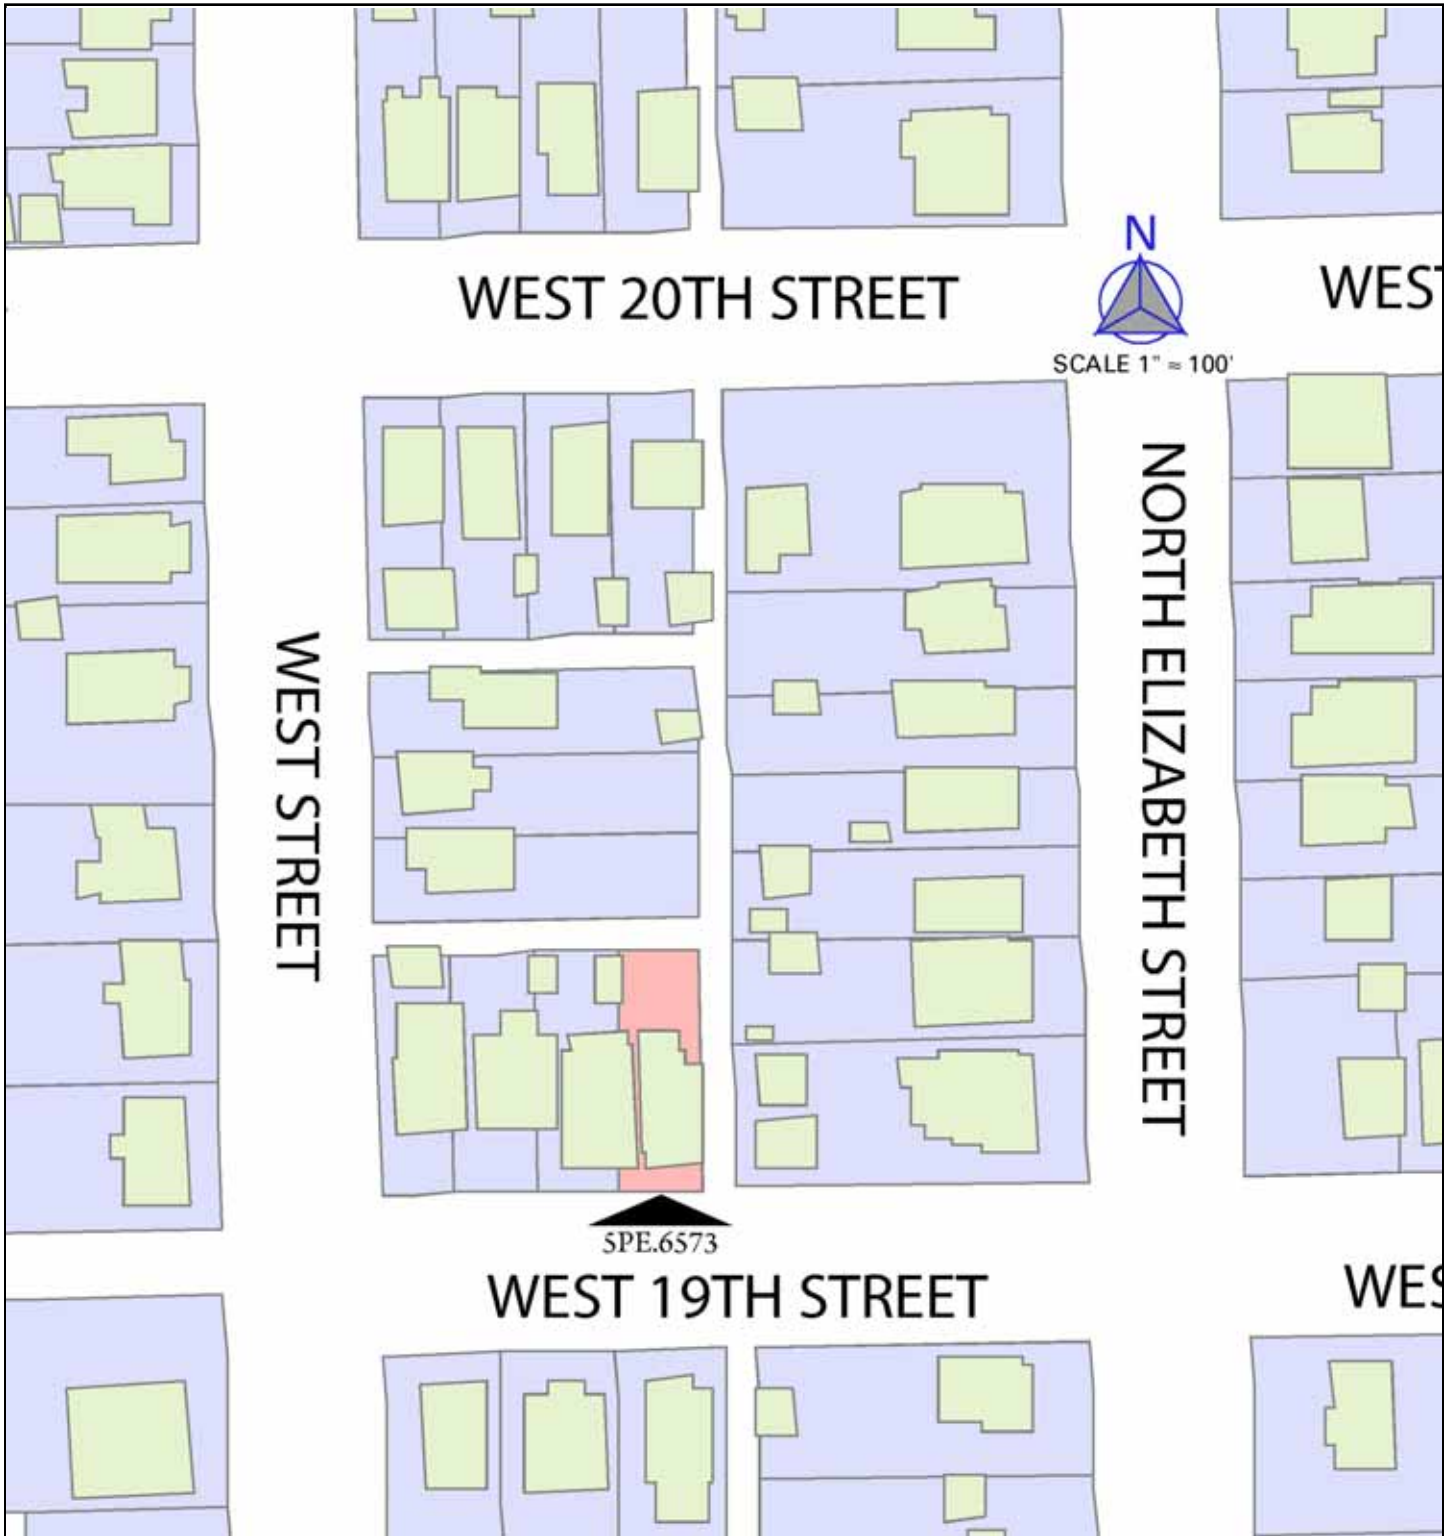 N
WEST 20TH STREET
WEST
SCALE 1" ≈ 100'
NORTH ELIZABETH STREET
WEST STREET
5PE.6573
WEST 19TH STREET
WES